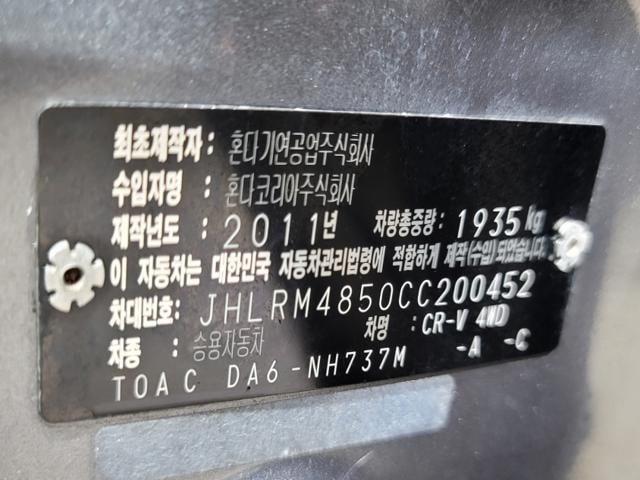 최초제작자 : 혼다기연공업주식회사
수입자명 : 혼다코리아주식회사
제작년도 : 2011년 차량총중량 : 1935 kg
이 자동차는 대한민국 자동차관리법령에 적합하게 제작(수입) 되었습니다.
차대번호: JHLRM4850CC200452
차종 : 승용자동차 차명 : CR-V 4WD
TOAC DA6-NH737M -A -C